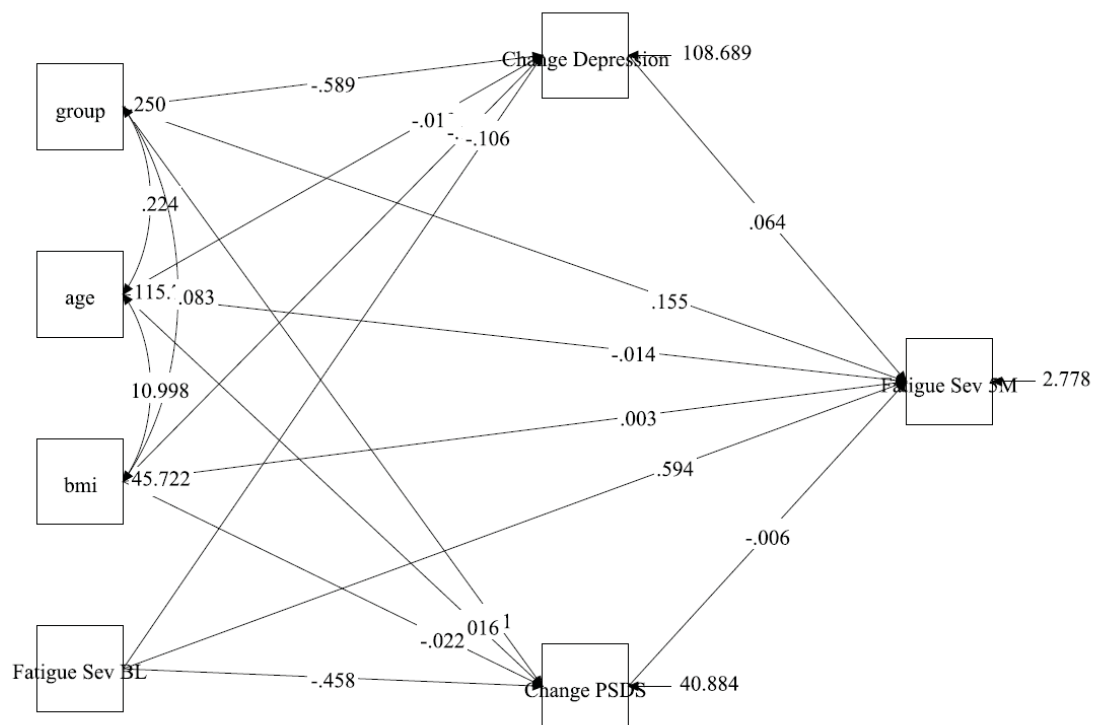 Change Depression
108.689
group
.250
-.589
-.106
.224
.064
age
.083
.155
-.014
10.998
Fatigue Sev 3M
2.778
.003
bmi
45.722
.594
-.006
-.022
Fatigue Sev BL
-.458
Change PSDS
40.884